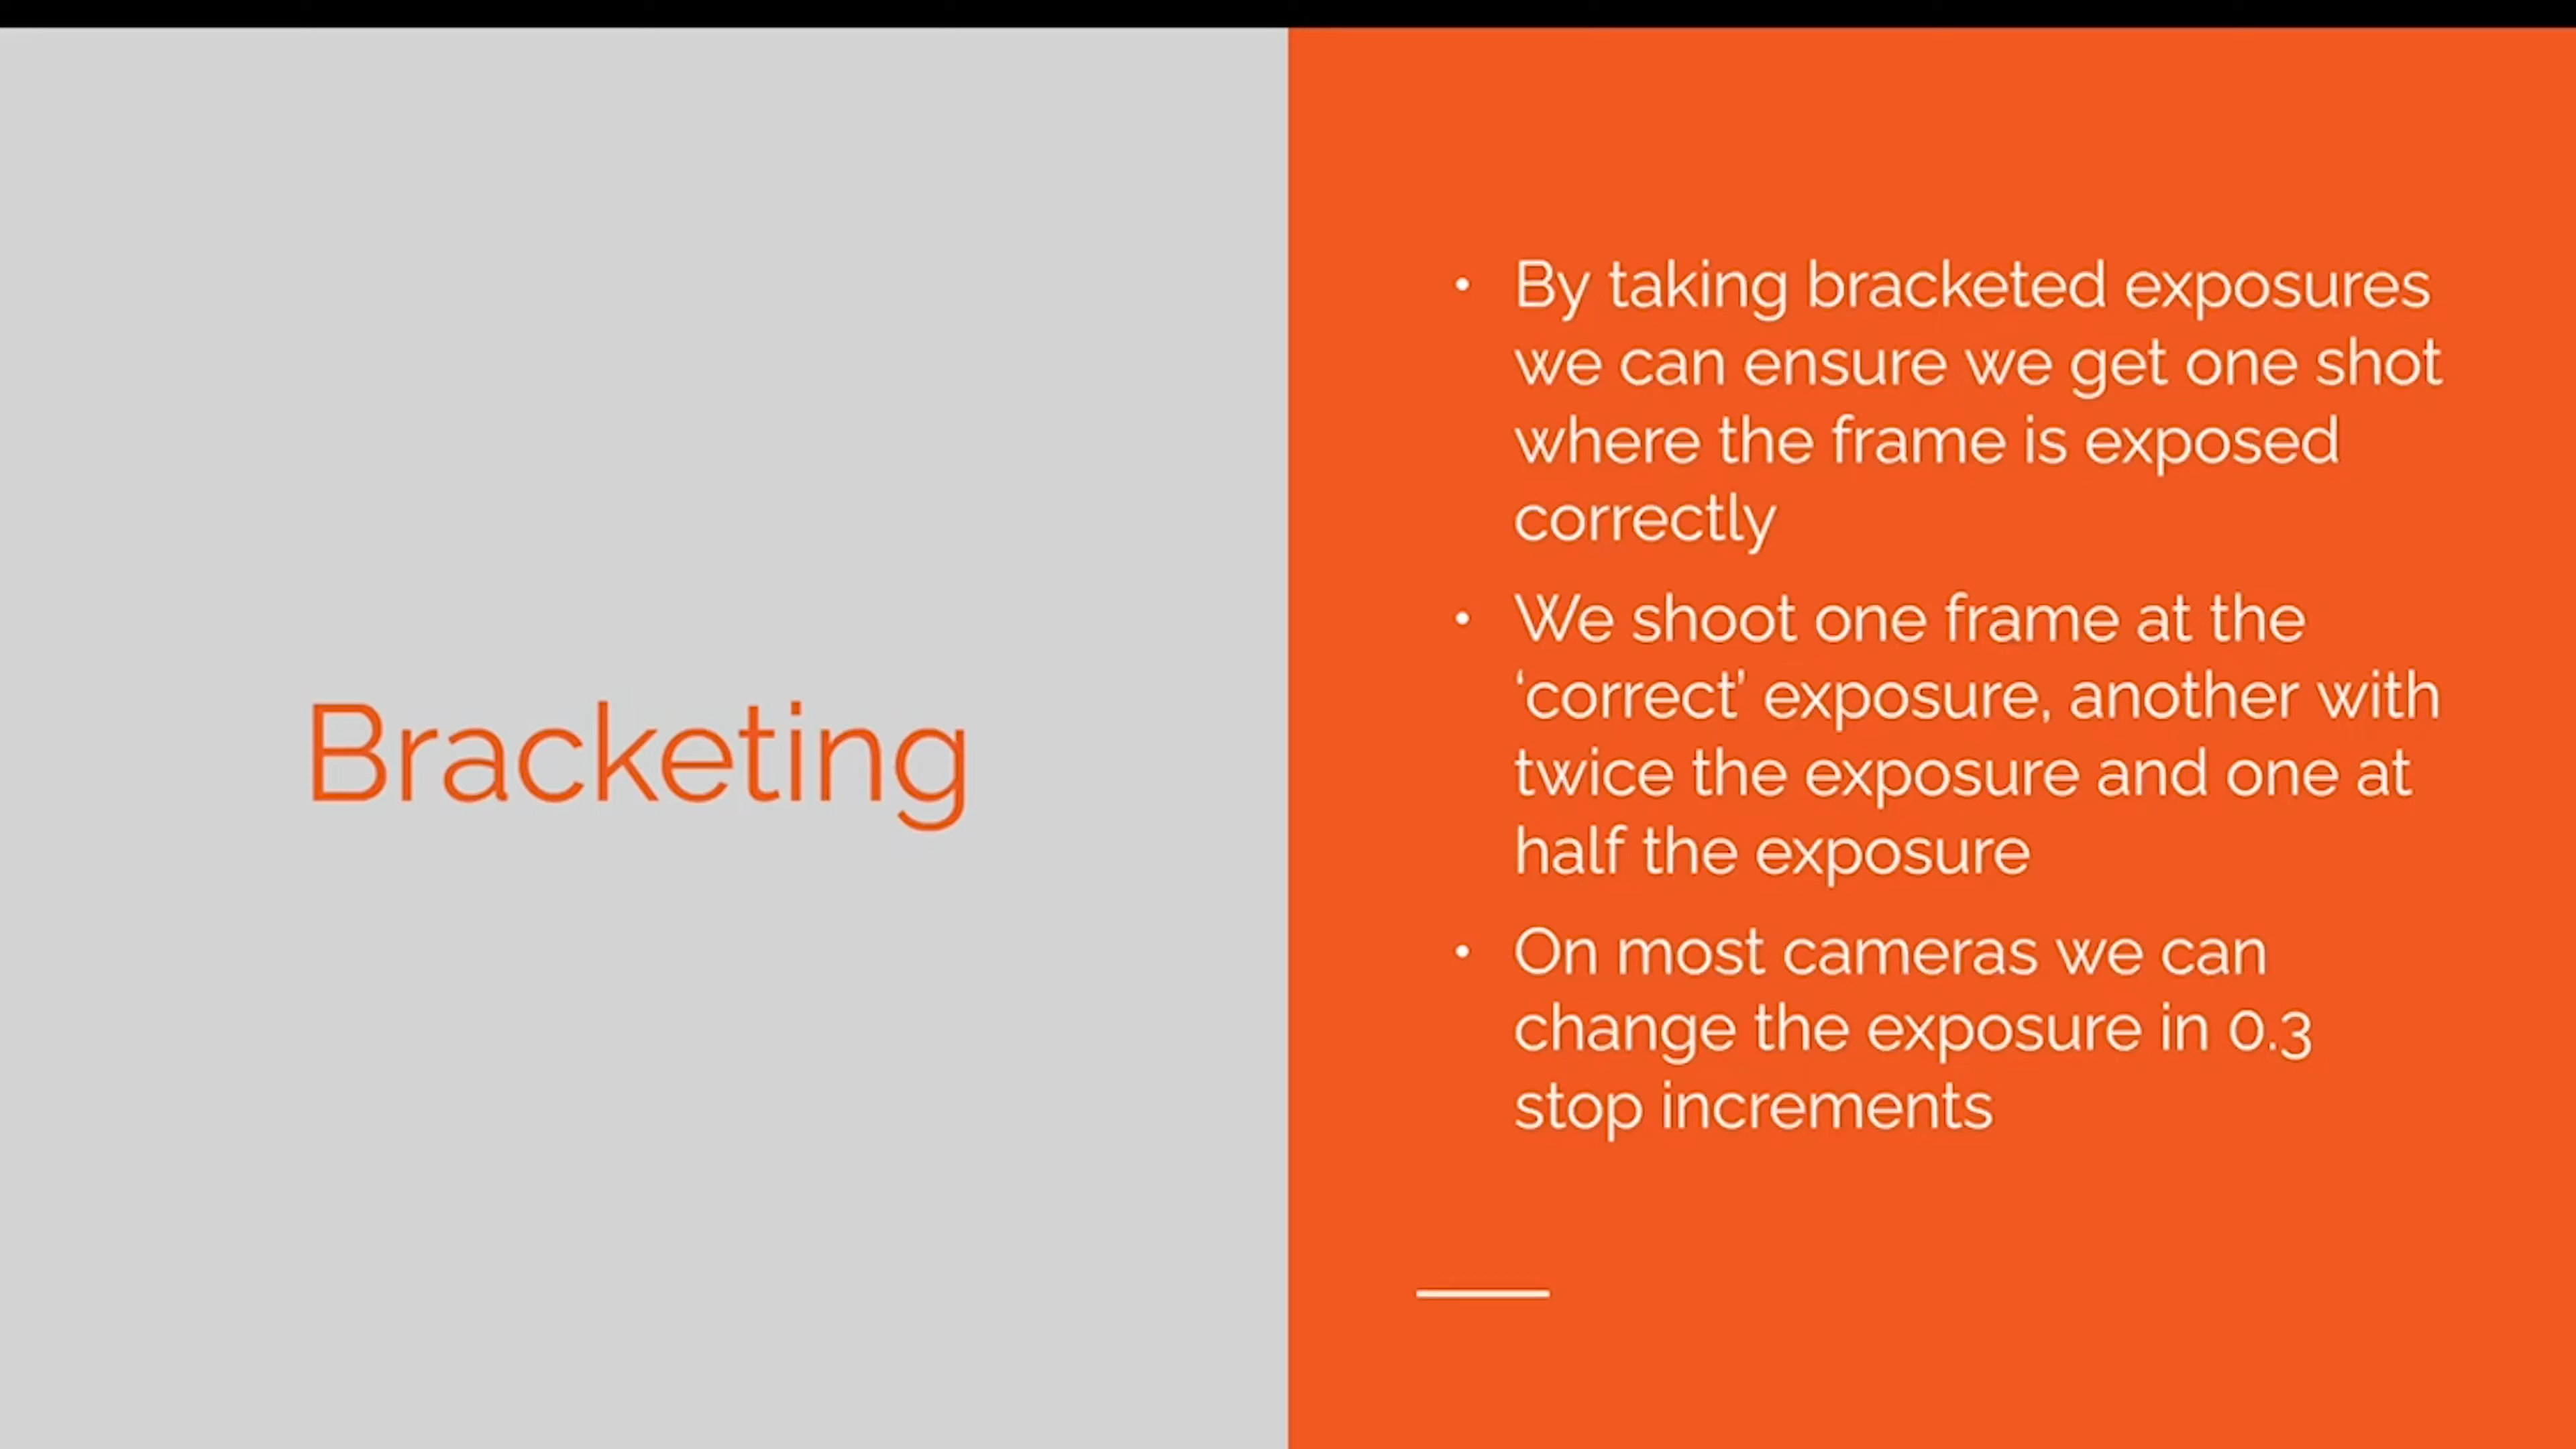 Bracketing
• By taking bracketed exposures
we can ensure we get one shot
where the frame is exposed
correctly
• We shoot one frame at the
‘correct’ exposure, another with
twice the exposure and one at
half the exposure
• On most cameras we can
change the exposure in 0.3
stop increments